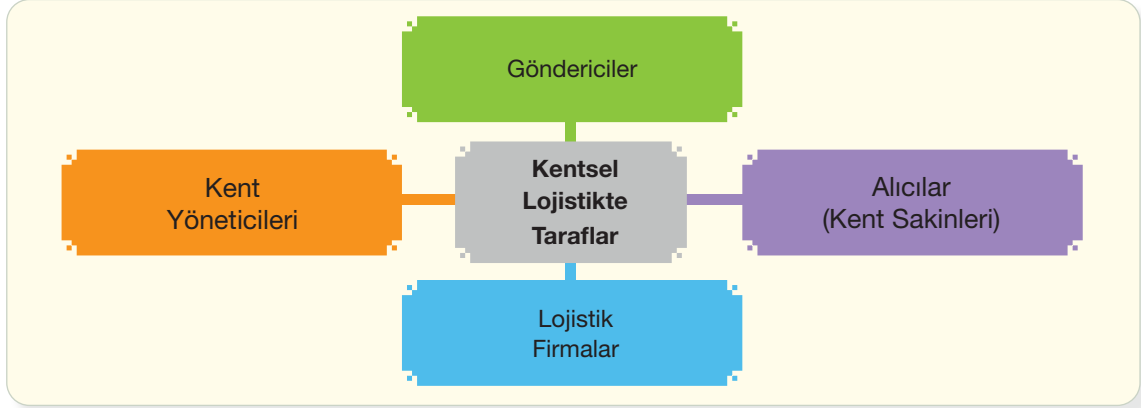 Göndericiler
Kent
Yöneticileri
Kentsel
Lojistikte
Taraflar
Alıcılar
(Kent Sakinleri)
Lojistik
Firmalar